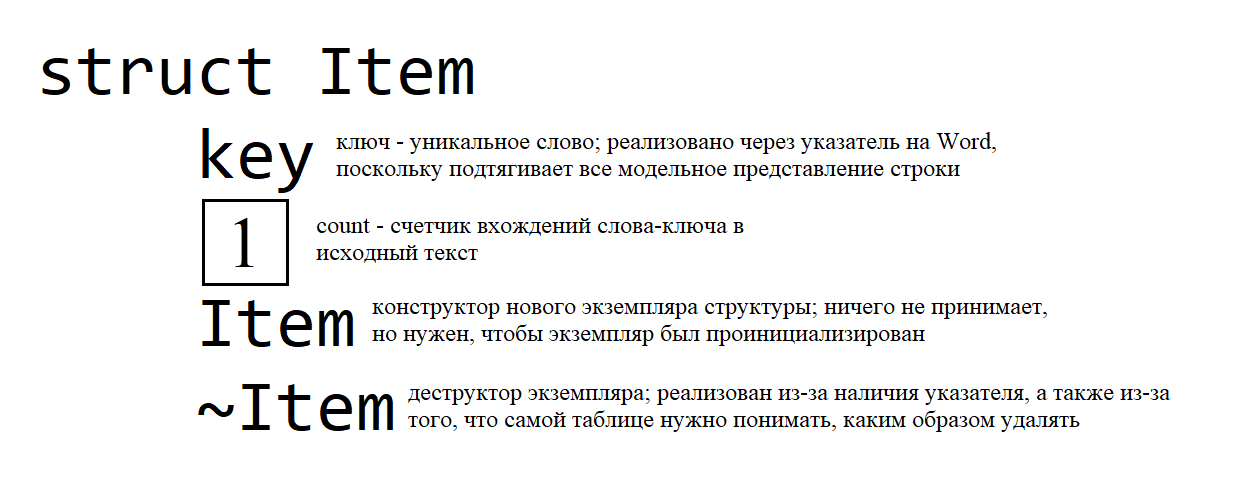 struct Item
key
ключ - уникальное слово; реализовано через указатель на Word,
поскольку подтягивает все модельное представление строки
1
count - счетчик вхождений слова-ключа в
исходный текст
Item
конструктор нового экземпляра структуры; ничего не принимает,
но нужен, чтобы экземпляр был проинициализирован
~Item
деструктор экземпляра; реализован из-за наличия указателя, а также из-за
того, что самой таблице нужно понимать, каким образом удалять